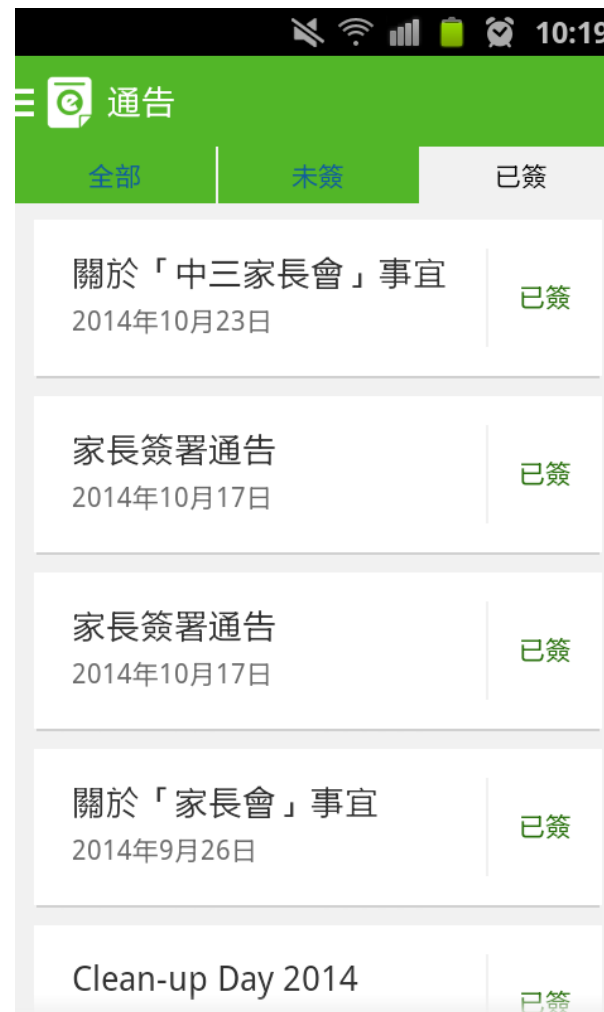 10:19
通告
全部 未簽 已簽
關於「中三家長會」事宜
2014年10月23日
已簽
家長簽署通告
2014年10月17日
已簽
家長簽署通告
2014年10月17日
已簽
關於「家長會」事宜
2014年9月26日
已簽
Clean-up Day 2014
已簽